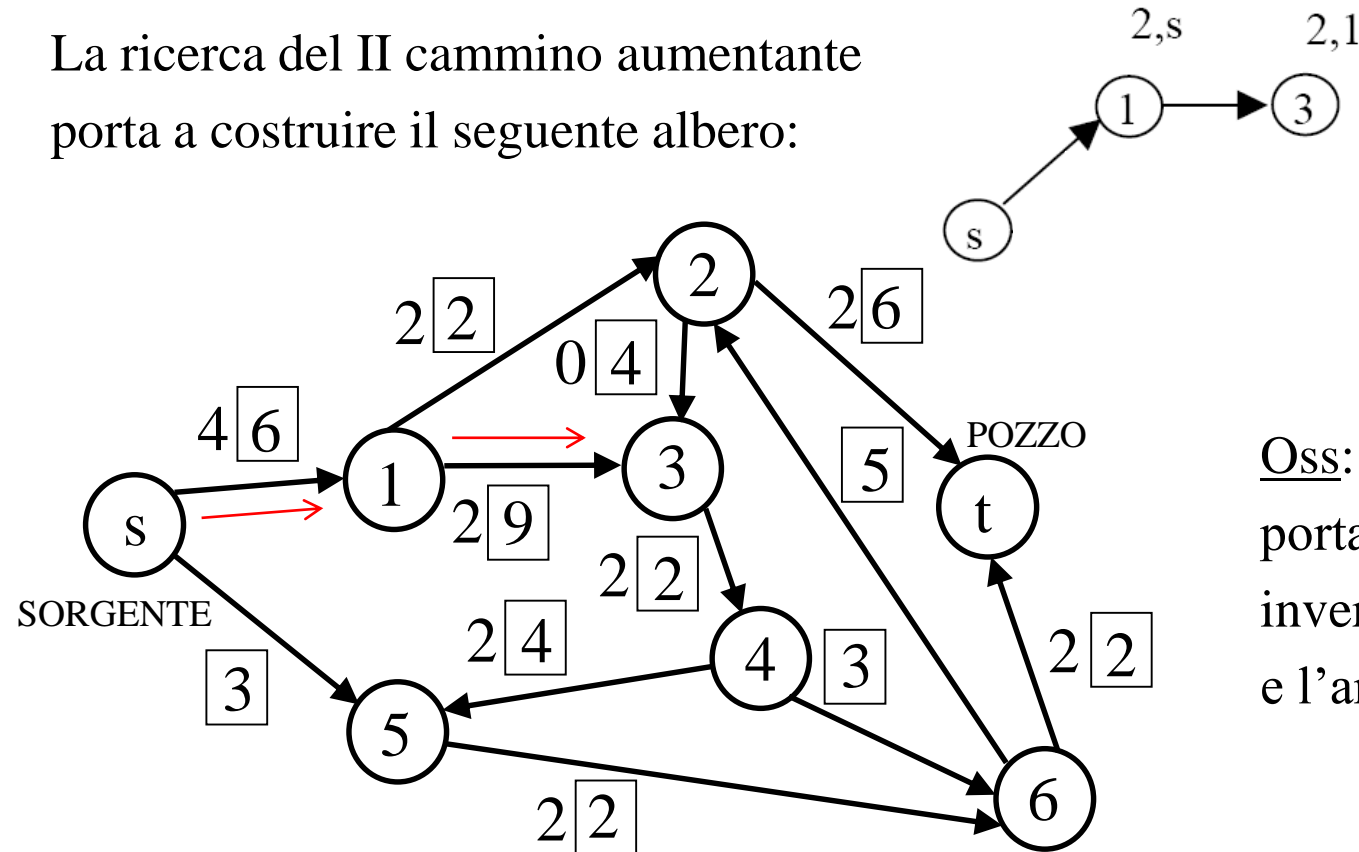 La ricerca del II cammino aumentante
porta a costruire il seguente albero:
2,s
2,1
1
3
s
2
2 2
2 6
0 4
4 6
POZZO
1
3
5
t
s
2 9
2 2
SORGENTE
2 4
4
3
2 2
3
5
6
2 2
Oss:
porta
inver
e l’ar